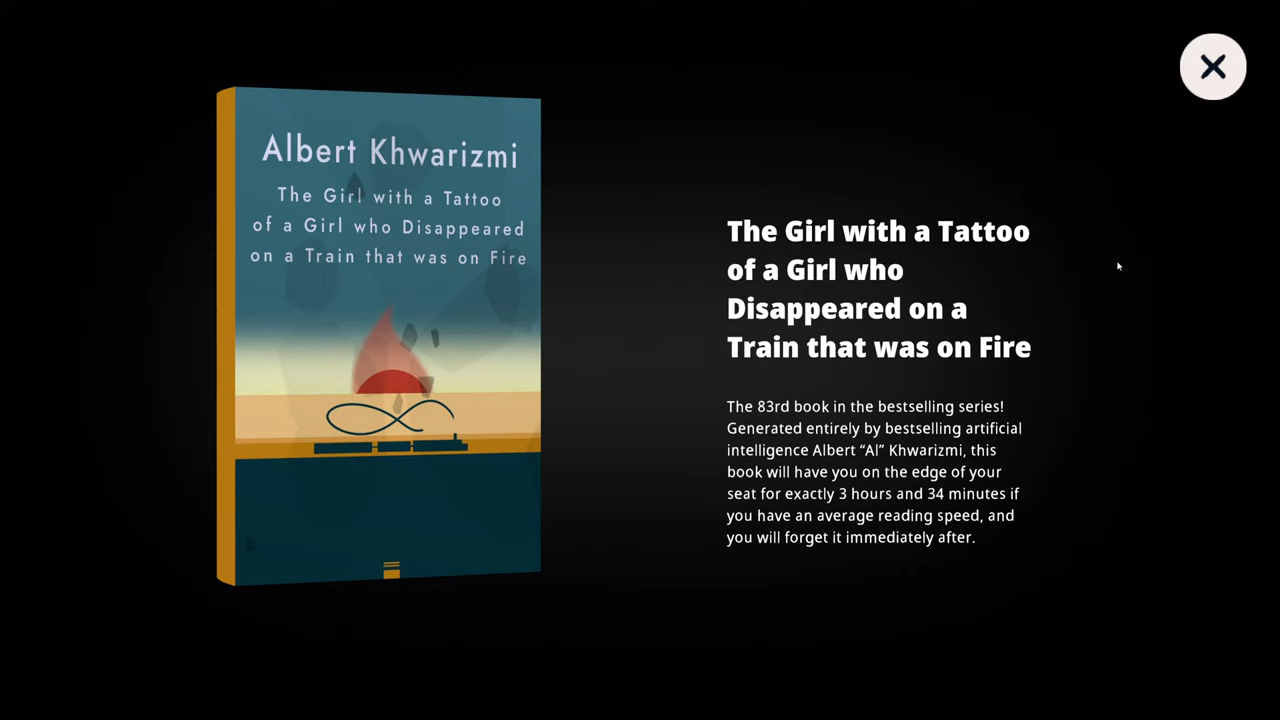 Albert Khwarizmi
The Girl with a Tattoo
of a Girl who Disappeared
on a Train that was on Fire
The Girl with a Tattoo
of a Girl who
Disappeared on a
Train that was on Fire
The 83rd book in the bestselling series!
Generated entirely by bestselling artificial
intelligence Albert “Al” Khwarizmi, this
book will have you on the edge of your
seat for exactly 3 hours and 34 minutes if
you have an average reading speed, and
you will forget it immediately after.